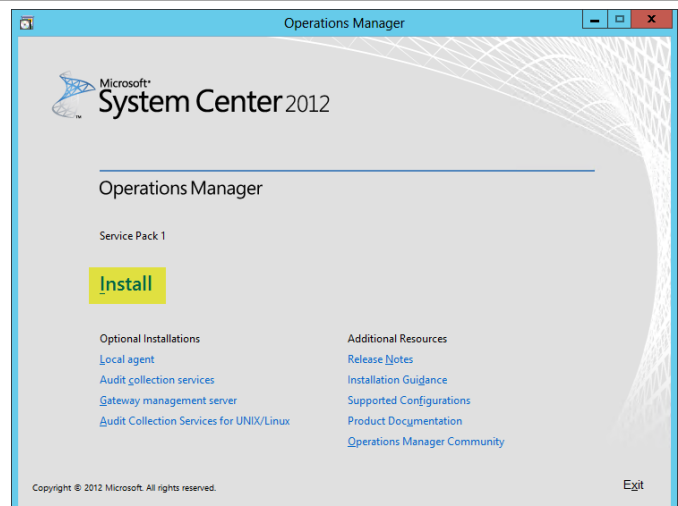 Operations Manager
Microsoft®
System Center 2012
TM
Operations Manager
Service Pack 1
Install
Optional Installations
Local agent
Audit collection services
Gateway management server
Audit Collection Services for UNIX/Linux
Additional Resources
Release Notes
Installation Guidance
Supported Configurations
Product Documentation
Operations Manager Community
Copyright © 2012 Microsoft. All rights reserved.
Exit